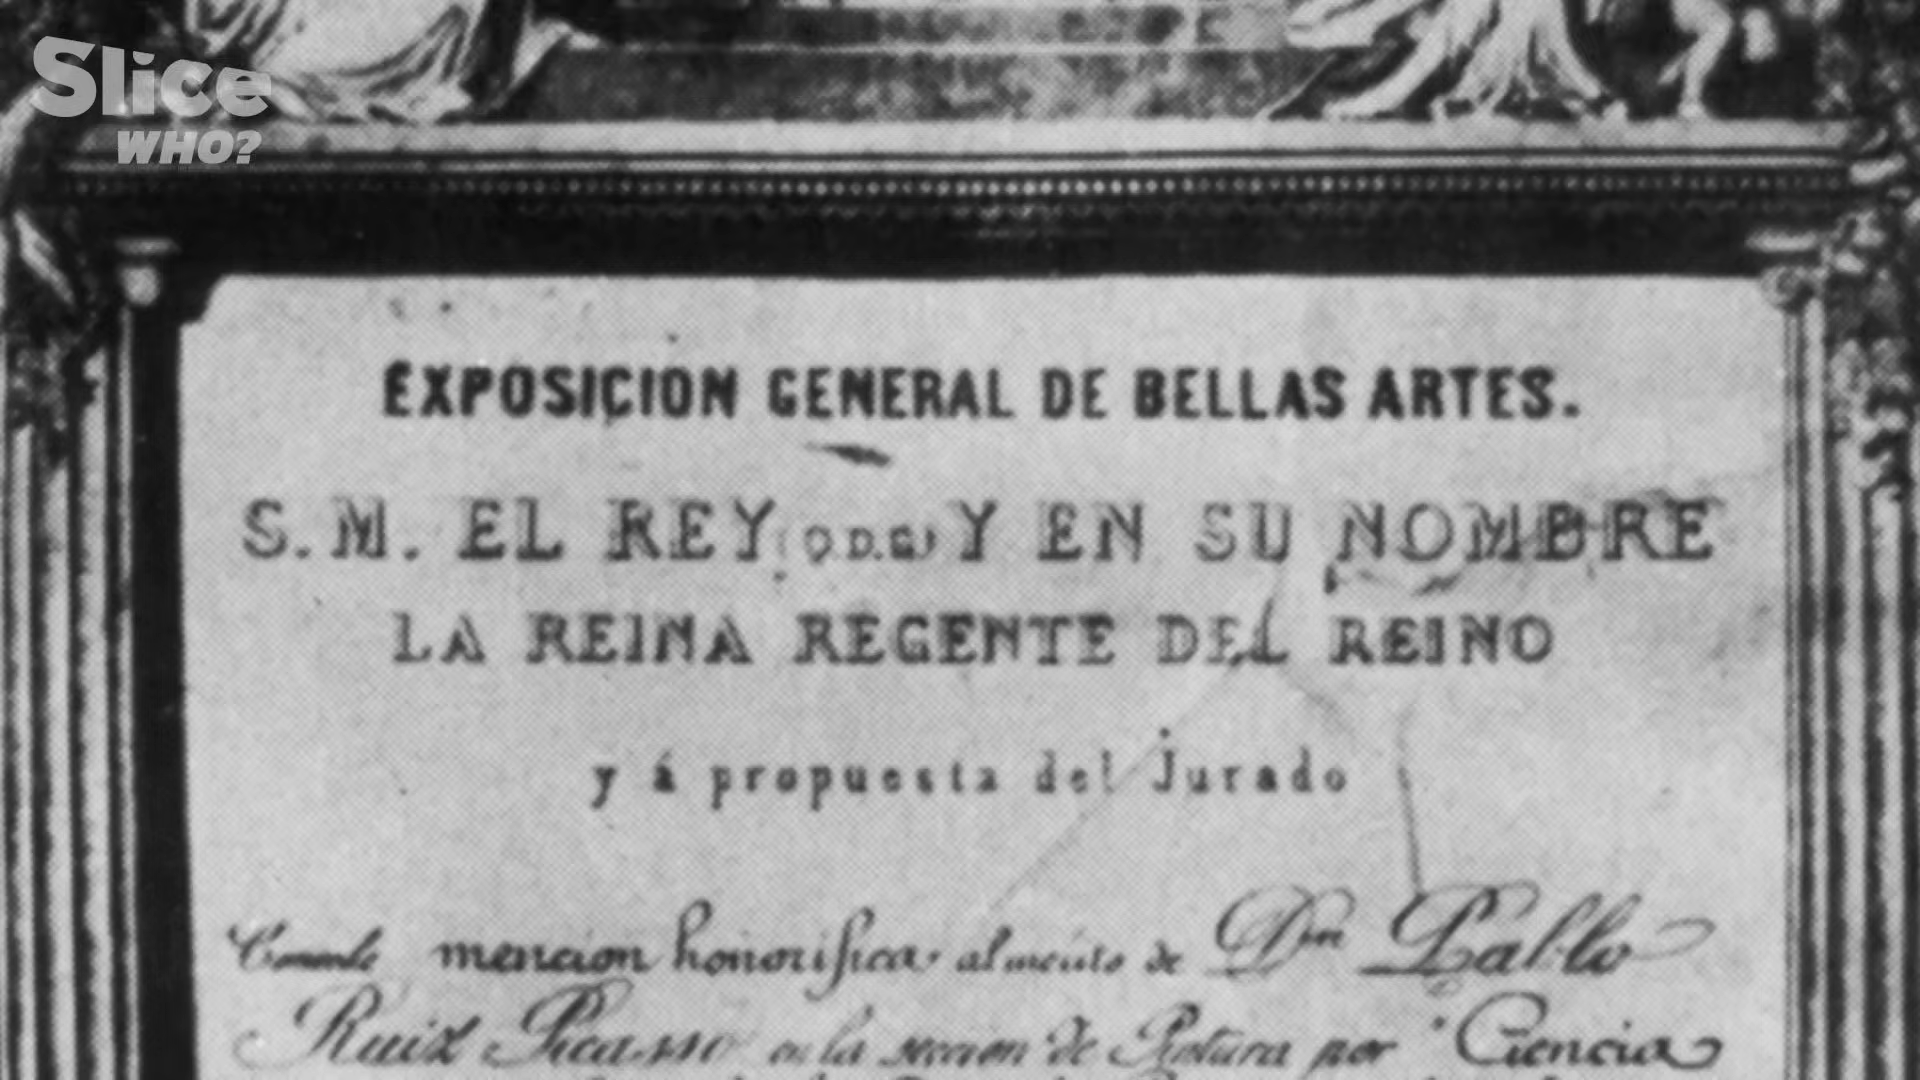 Slice
WHO?
EXPOSICION GENERAL DE BELLAS ARTES.
S. M. EL REY (Q.D.G.) Y EN SU NOMBRE
LA REINA REGENTE DEL REINO
y á propuesta del Jurado
mencion honorifica al merito de Dn Pablo
Ruiz Picasso en la seccion de Pintura por "Ciencia